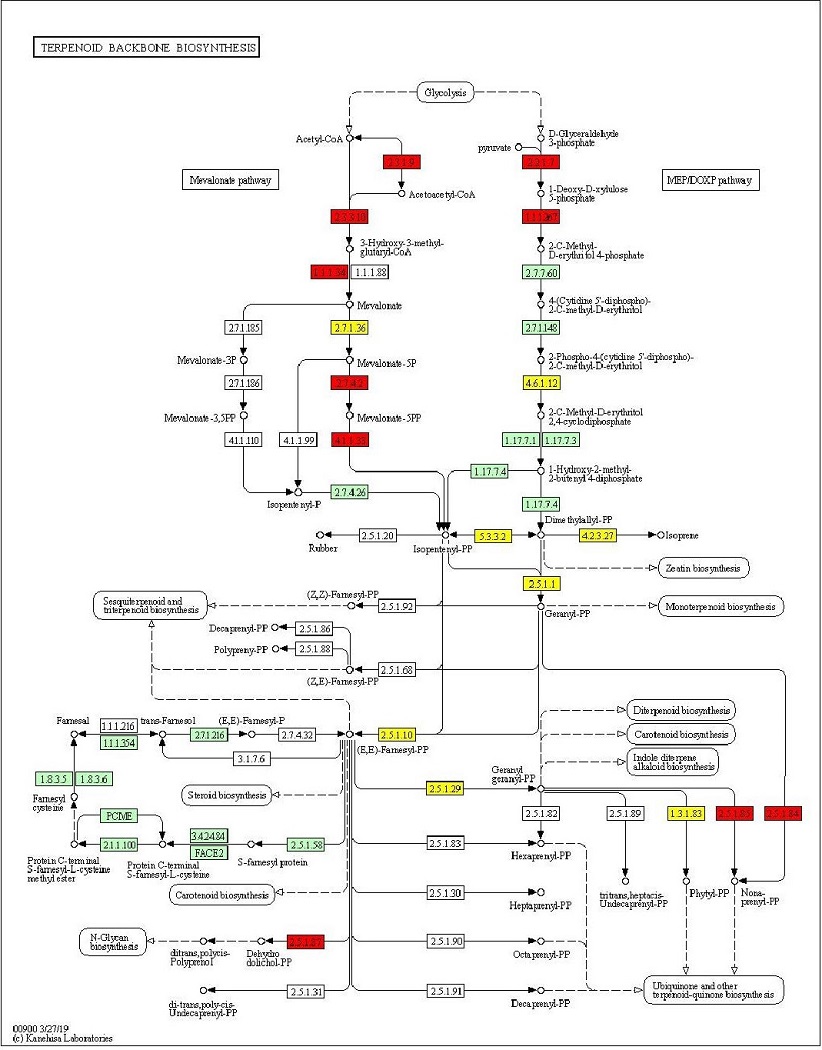 TERPENOID BACKBONE BIOSYNTHESIS
Glycolysis
Acetyl-CoA
D-Glyceraldehyde
3-phosphate
pyruvate
2.3.1.9
2.2.1.7
Mevalonate pathway
MEP/DOXP pathway
Acetoacetyl-CoA
1-Deoxy-D-xylulose
5-phosphate
2.3.3.10
1.1.1.267
3-Hydroxy-3-methyl-
glutaryl-CoA
2-C-Methyl-
D-erythritol 4-phosphate
1.1.1.34
1.1.1.88
2.7.7.60
Mevalonate
4-(Cytidine 5'-diphospho)-
2-C-methyl-D-erythritol
2.7.1.185
2.7.1.36
2.7.1.148
Mevalonate-3P
Mevalonate-5P
2-Phospho-4-(cytidine 5'-diphospho)-
2-C-methyl-D-erythritol
2.7.1.186
2.7.4.2
4.6.1.12
Mevalonate-3,5PP
Mevalonate-5PP
2-C-Methyl-D-erythritol
2,4-cyclodiphosphate
4.1.1.110
4.1.1.99
4.1.1.33
1.17.7.1
1.17.7.3
1.17.7.4
1-Hydroxy-2-methyl-
2-butenyl 4-diphosphate
2.7.4.26
Isopentenyl-P
1.17.7.4
Dimethylallyl-PP
Rubber
2.5.1.20
Isopentenyl-PP
5.3.3.2
4.2.3.27
Isoprene
Zeatin biosynthesis
2.5.1.1
Sesquiterpenoid and
triterpenoid biosynthesis
(Z,Z)-Farnesyl-PP
2.5.1.92
Geranyl-PP
Monoterpenoid biosynthesis
Decaprenyl-PP
2.5.1.86
Polypreny-PP
2.5.1.88
2.5.1.68
(Z,E)-Farnesyl-PP
Farnesal
1.1.1.216
1.1.1.354
trans-Farnesol
2.7.1.216
(E,E)-Farnesyl-P
2.7.4.32
2.5.1.10
(E,E)-Farnesyl-PP
3.1.7.6
Diterpenoid biosynthesis
Carotenoid biosynthesis
Indole diterpene
alkaloid biosynthesis
1.8.3.5
1.8.3.6
Farnesyl
cysteine
Steroid biosynthesis
2.5.1.29
Geranyl
geranyl-PP
PCME
2.5.1.82
2.5.1.89
1.3.1.83
2.5.1.85
2.5.1.84
2.1.1.100
3.4.24.84
FACE2
2.5.1.58
2.5.1.83
Protein C-terminal
S-farnesyl-L-cysteine
methyl ester
Protein C-terminal
S-farnesyl-L-cysteine
S-farnesyl protein
Hexaprenyl-PP
Carotenoid biosynthesis
2.5.1.30
Heptaprenyl-PP
tritrans,heptacis-
Undecaprenyl-PP
Phytyl-PP
Nona-
prenyl-PP
N-Glycan
biosynthesis
ditrans,polycis-
Polyprenol
Dehydro
dolichol-PP
2.5.1.87
2.5.1.90
Octaprenyl-PP
2.5.1.31
di-trans,poly-cis-
Undecaprenyl-PP
2.5.1.91
Decaprenyl-PP
Ubiquinone and other
terpenoid-quinone biosynthesis
00900 3/27/19
(c) Kanehisa Laboratories